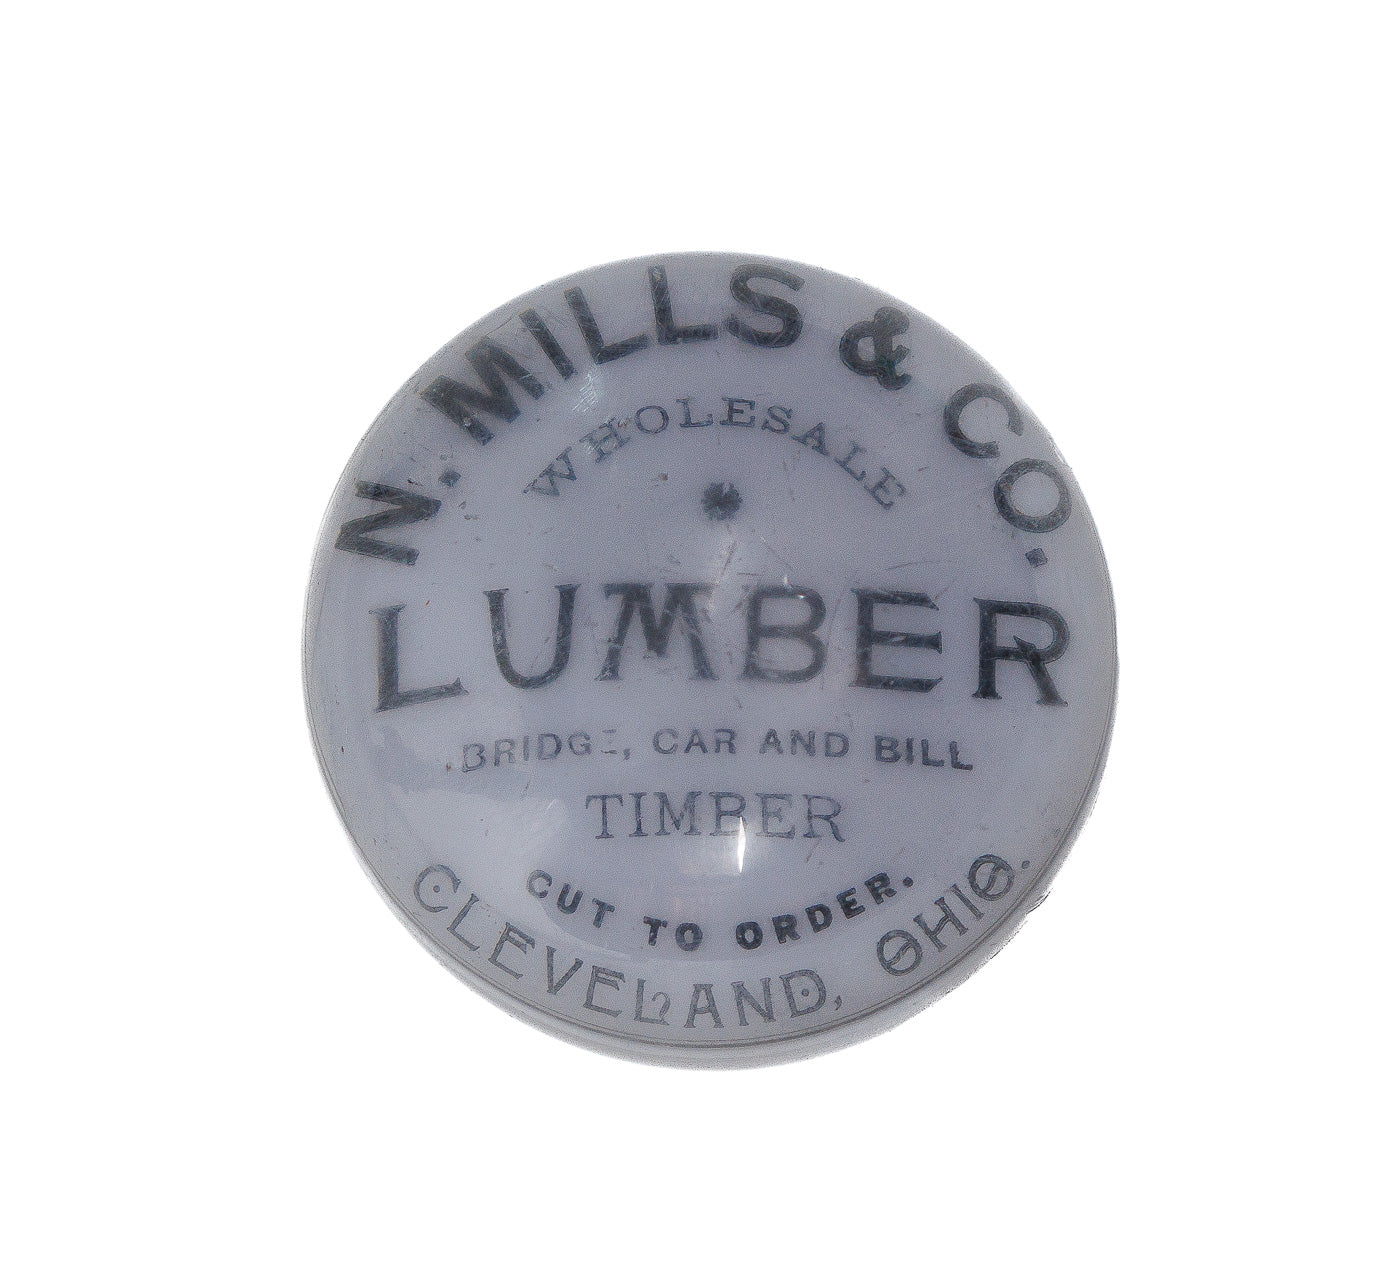 N. MILLS & CO.
WHOLESALE
LUMBER
BRIDGE, CAR AND BILL
TIMBER
CUT TO ORDER.
CLEVELAND, OHIO.